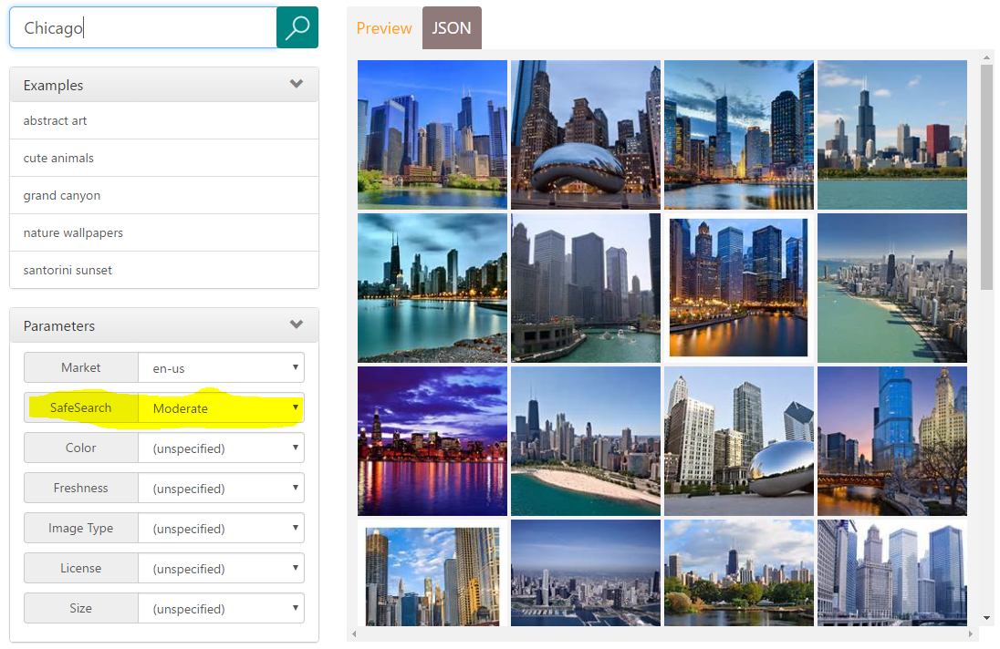 Chicago
Preview JSON
Examples
abstract art
cute animals
grand canyon
nature wallpapers
santorini sunset
Parameters
Market en-us
SafeSearch Moderate
Color (unspecified)
Freshness (unspecified)
Image Type (unspecified)
License (unspecified)
Size (unspecified)